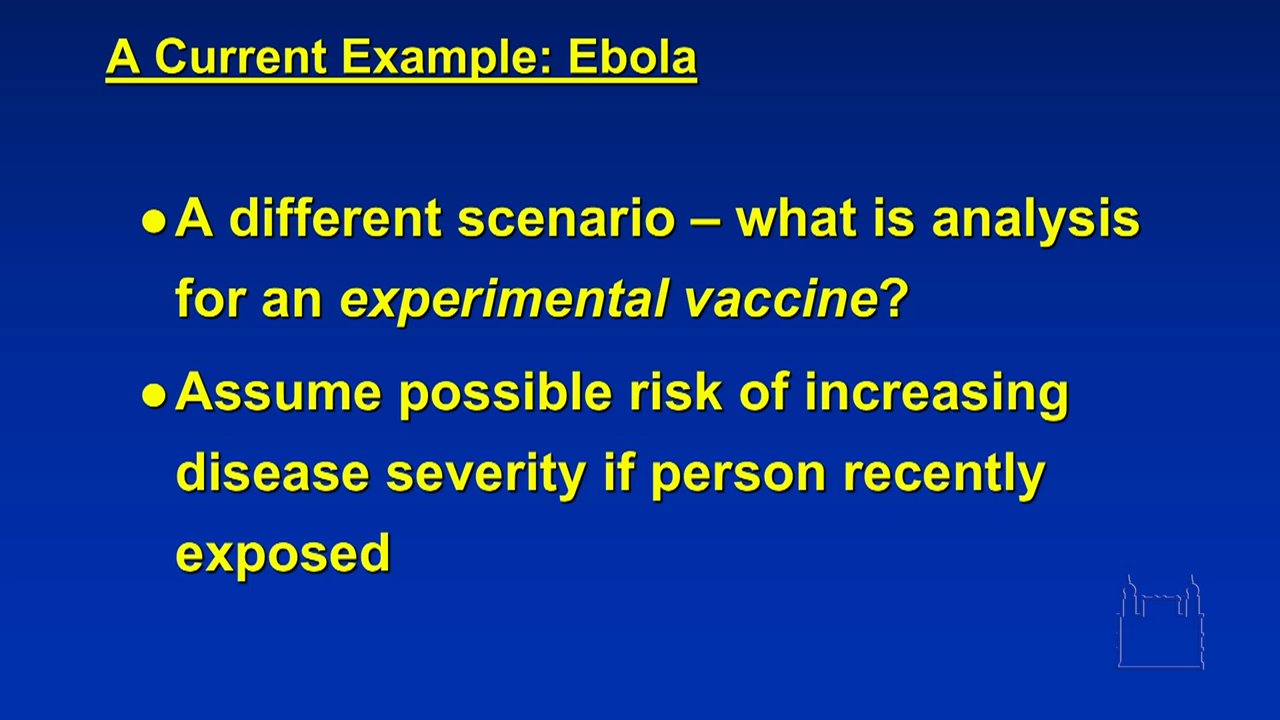 A Current Example: Ebola
● A different scenario – what is analysis
for an experimental vaccine?
● Assume possible risk of increasing
disease severity if person recently
exposed